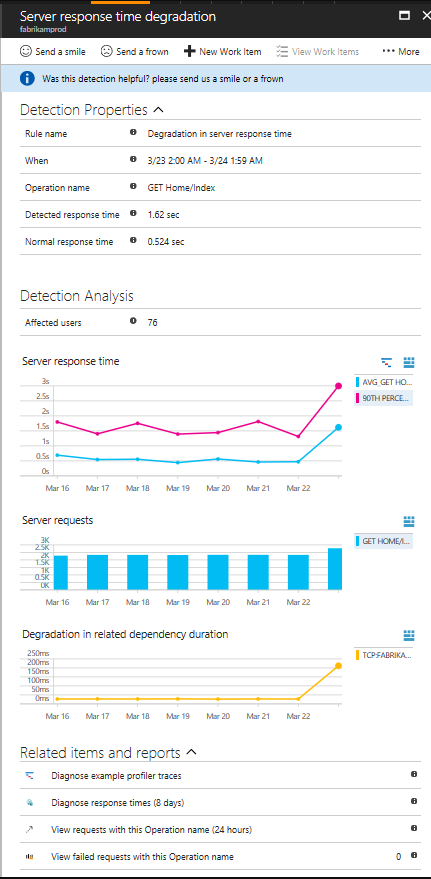 Server response time degradation
fabrikamprod
Send a smile Send a frown New Work Item View Work Items ••• More
Was this detection helpful? please send us a smile or a frown
Detection Properties
Rule name Degradation in server response time
When 3/23 2:00 AM - 3/24 1:59 AM
Operation name GET Home/Index
Detected response time 1.62 sec
Normal response time 0.524 sec
Detection Analysis
Affected users 76
Server response time
3s
2.5s
2s
1.5s
1s
0.5s
0s
Mar 16 Mar 17 Mar 18 Mar 19 Mar 20 Mar 21 Mar 22
AVG_GET HO...
90TH PERCE...
Server requests
3K
2.5K
2K
1.5K
1K
0.5K
0K
Mar 16 Mar 17 Mar 18 Mar 19 Mar 20 Mar 21 Mar 22
GET HOME/I...
Degradation in related dependency duration
250ms
200ms
150ms
100ms
50ms
0ms
Mar 16 Mar 17 Mar 18 Mar 19 Mar 20 Mar 21 Mar 22
TCP:FABRIKA...
Related items and reports
Diagnose example profiler traces
Diagnose response times (8 days)
View requests with this Operation name (24 hours)
View failed requests with this Operation name 0